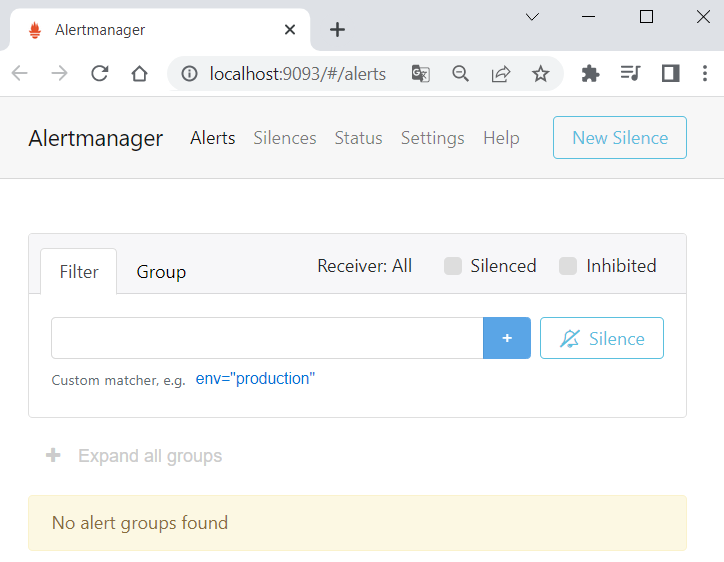 Alertmanager
localhost:9093/#/alerts
Alertmanager Alerts Silences Status Settings Help New Silence
Filter Group Receiver: All Silenced Inhibited
+ Silence
Custom matcher, e.g. env="production"
+ Expand all groups
No alert groups found